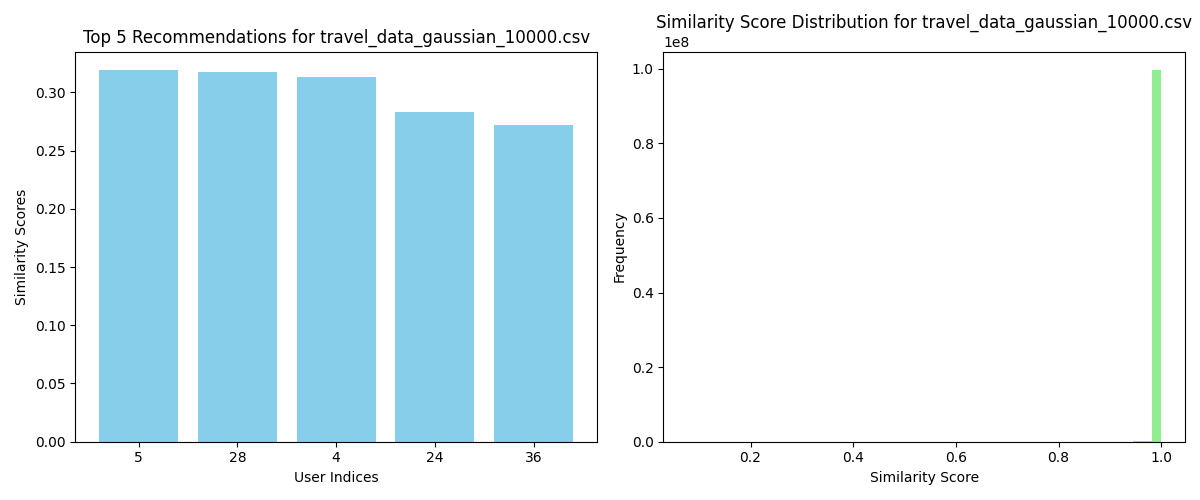 Top 5 Recommendations for travel_data_gaussian_10000.csv
Similarity Scores
0.30
0.25
0.20
0.15
0.10
0.05
0.00
5 28 4 24 36
User Indices
Similarity Score Distribution for travel_data_gaussian_10000.csv
1e8
Frequency
1.0
0.8
0.6
0.4
0.2
0.0
0.2 0.4 0.6 0.8 1.0
Similarity Score